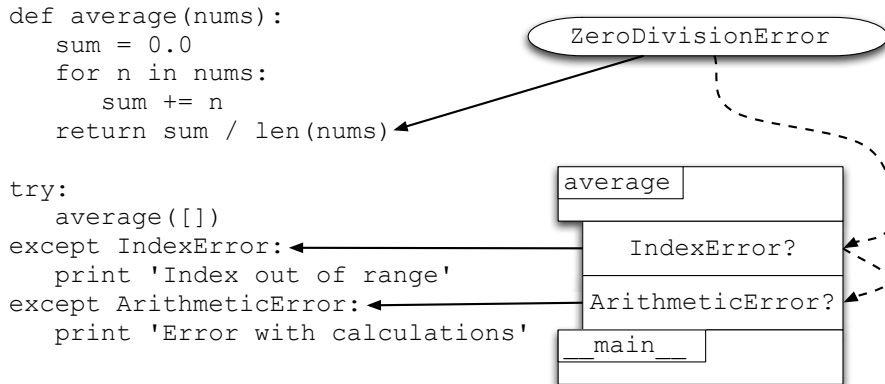 def average(nums):
   sum = 0.0
   for n in nums:
      sum += n
   return sum / len(nums)

try:
   average([])
except IndexError:
   print 'Index out of range'
except ArithmeticError:
   print 'Error with calculations'
ZeroDivisionError
average
IndexError?
ArithmeticError?
__main__